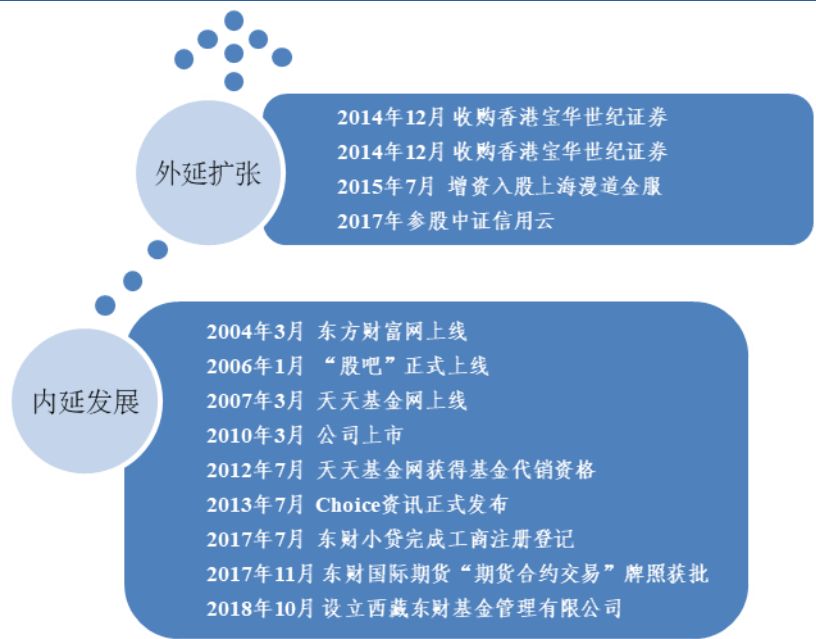 外延扩张
2014年12月 收购香港宝华世纪证券
2014年12月 收购香港宝华世纪证券
2015年7月 增资入股上海漫道金服
2017年参股中证信用云
内延发展
2004年3月 东方财富网上线
2006年1月 “股吧”正式上线
2007年3月 天天基金网上线
2010年3月 公司上市
2012年7月 天天基金网获得基金代销资格
2013年7月 Choice资讯正式发布
2017年7月 东财小贷完成工商注册登记
2017年11月 东财国际期货“期货合约交易”牌照获批
2018年10月 设立西藏东财基金管理有限公司